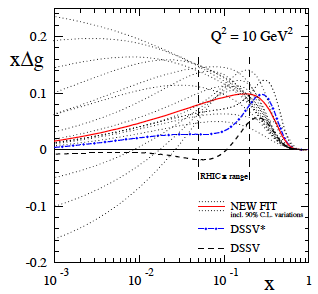 Q² = 10 GeV²
xΔg
0.2
0.1
0
-0.1
-0.2
RHIC x range
NEW FIT
incl. 90% C.L. variations
DSSV*
DSSV
10⁻³ 10⁻² 10⁻¹ x 1